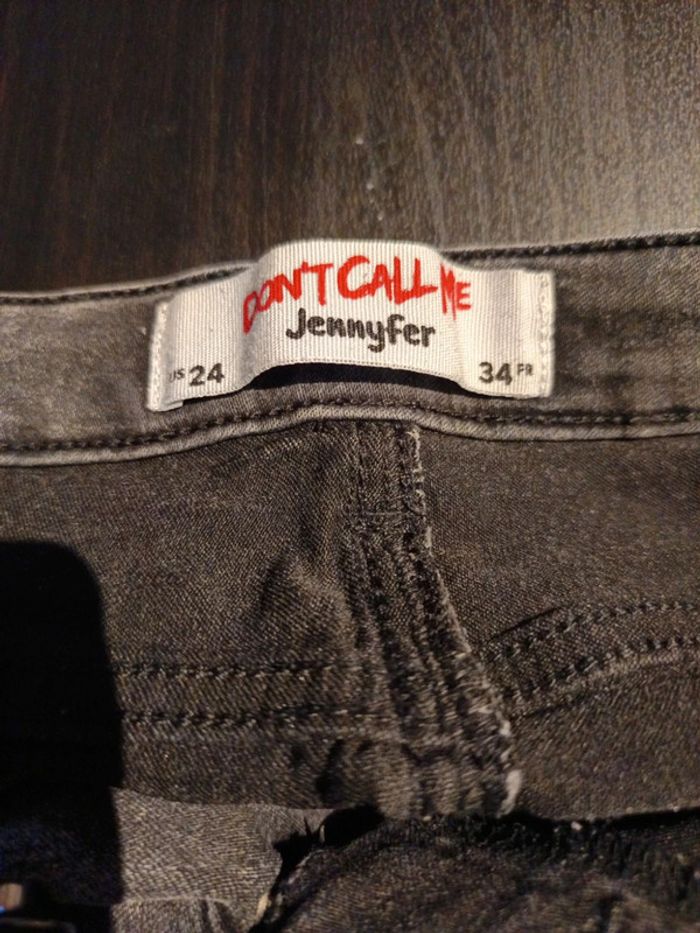 DON'T CALL ME
Jennyfer
US 24
34 FR